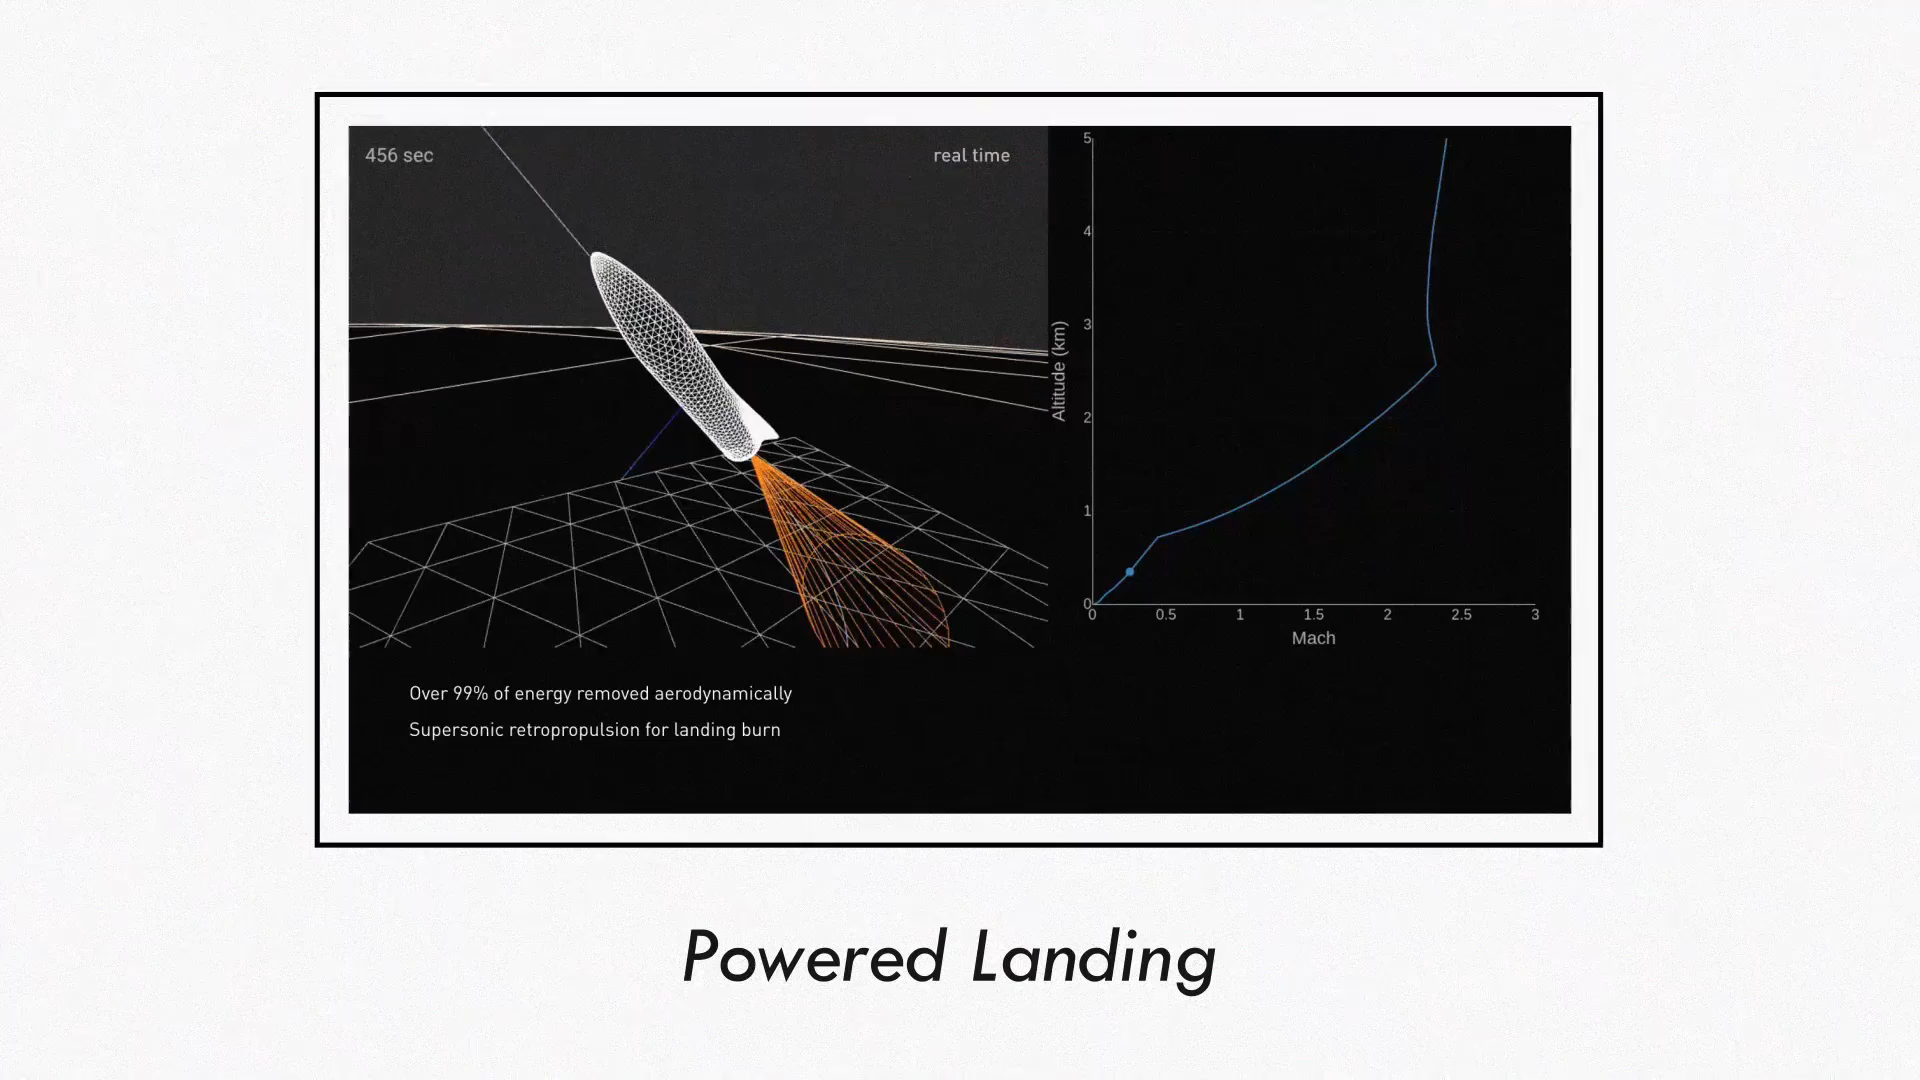 456 sec
real time
5
4
3
2
1
0
Altitude (km)
0 0.5 1 1.5 2 2.5 3
Mach
Over 99% of energy removed aerodynamically
Supersonic retropropulsion for landing burn
Powered Landing